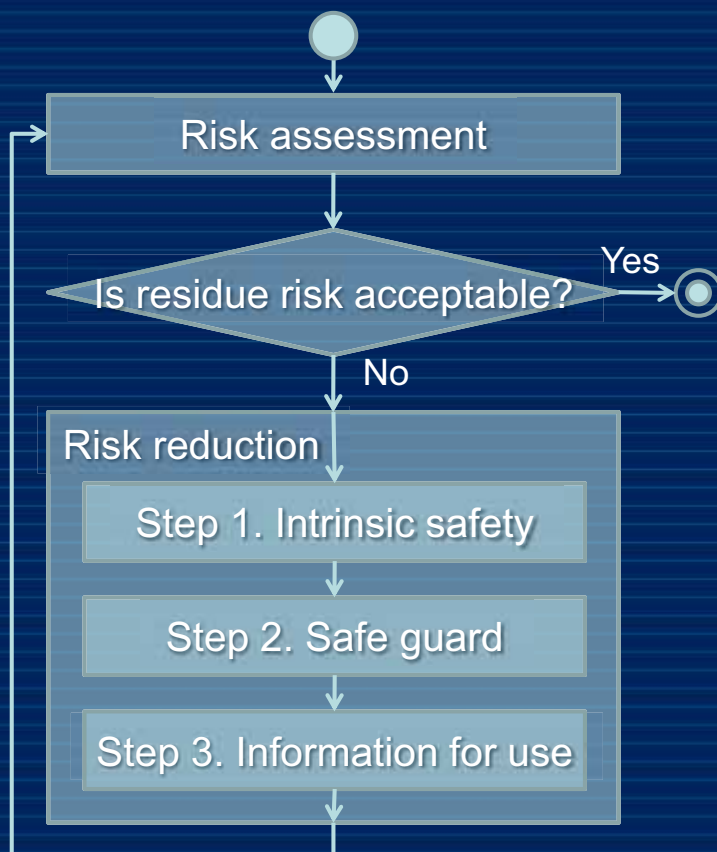 Risk assessment
Is residue risk acceptable?
Yes
No
Risk reduction
Step 1. Intrinsic safety
Step 2. Safe guard
Step 3. Information for use